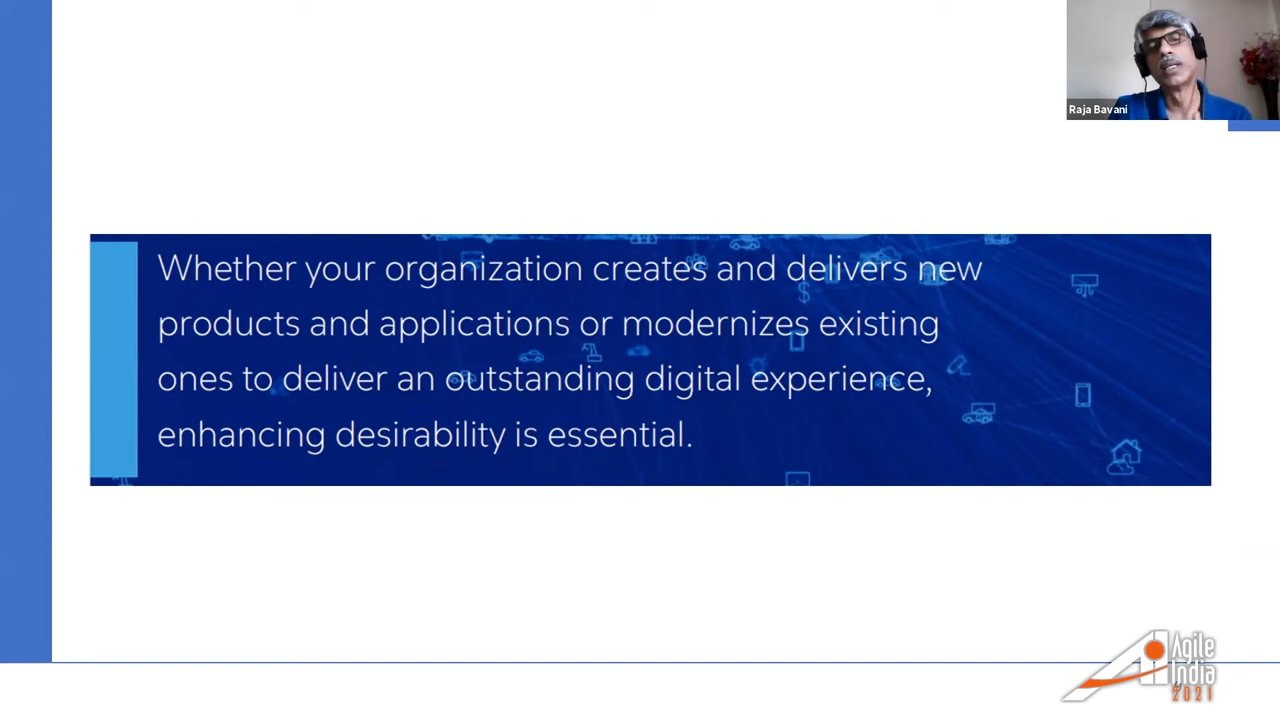 Raja Bavani
Whether your organization creates and delivers new
products and applications or modernizes existing
ones to deliver an outstanding digital experience,
enhancing desirability is essential.
Agile
India
2021